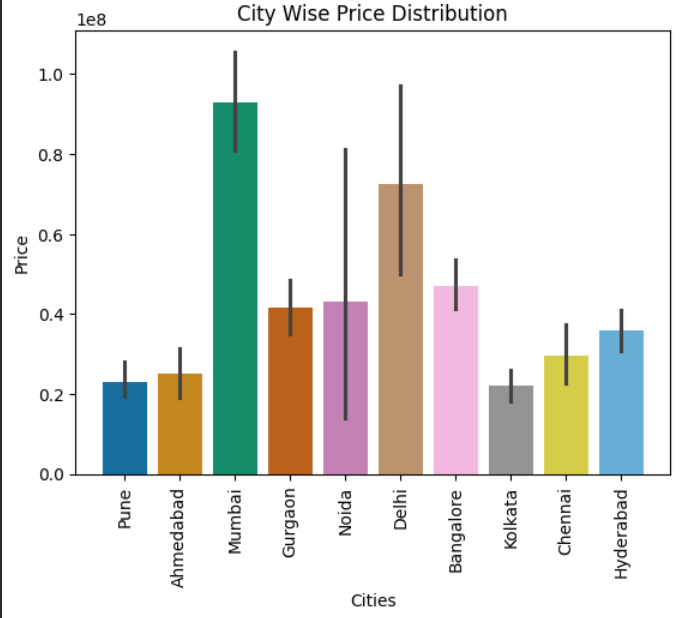 City Wise Price Distribution
1e8
1.0
0.8
0.6
0.4
0.2
0.0
Price
Pune
Ahmedabad
Mumbai
Gurgaon
Noida
Delhi
Bangalore
Kolkata
Chennai
Hyderabad
Cities